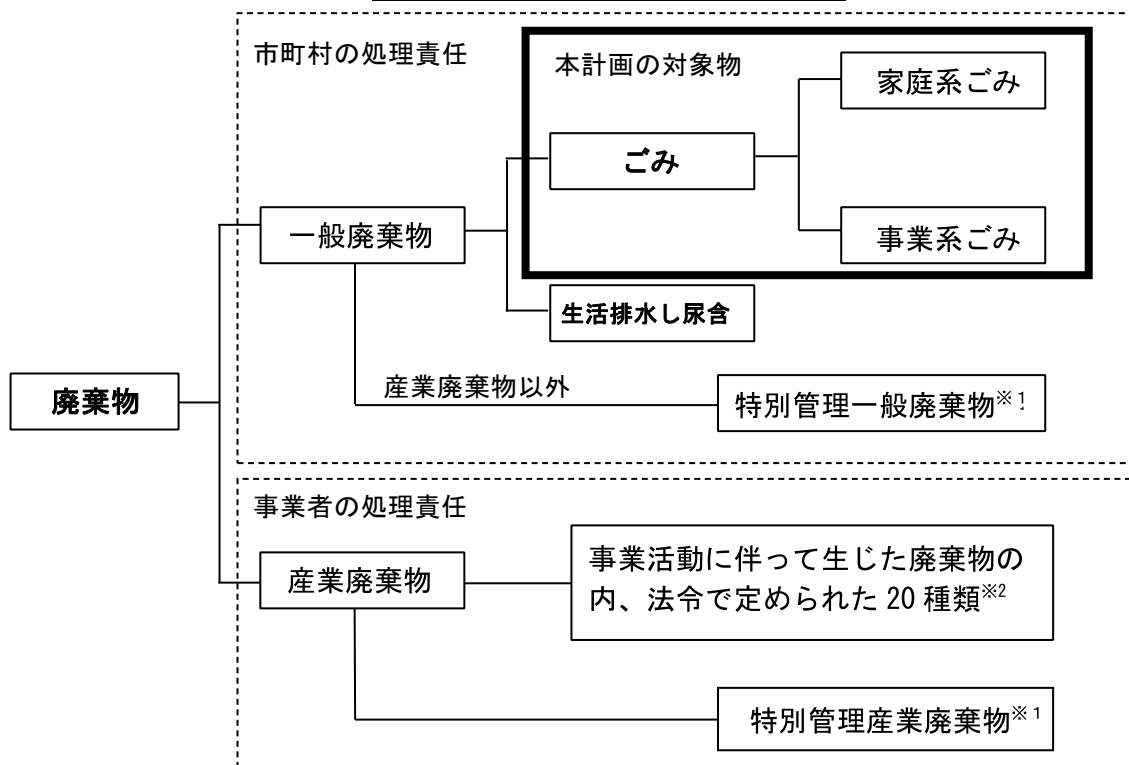 市町村の処理責任
本計画の対象物
家庭系ごみ
ごみ
事業系ごみ
一般廃棄物
生活排水し尿含
産業廃棄物以外
特別管理一般廃棄物※1
廃棄物
事業者の処理責任
産業廃棄物
事業活動に伴って生じた廃棄物の
内、法令で定められた 20 種類※2
特別管理産業廃棄物※1